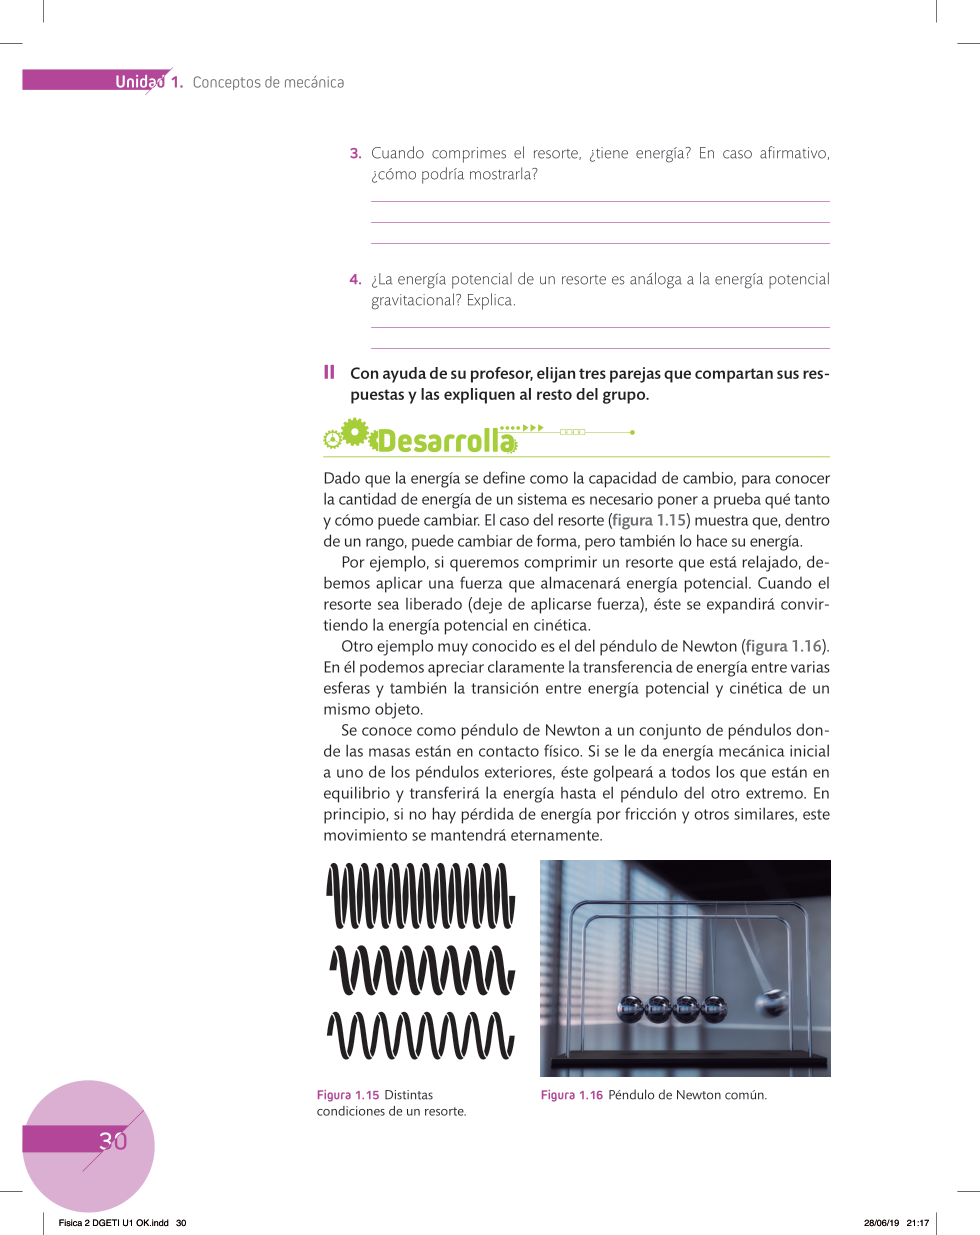 Unidad 1. Conceptos de mecánica
3. Cuando comprimes el resorte, ¿tiene energía? En caso afirmativo,
¿cómo podría mostrarla?
4. ¿La energía potencial de un resorte es análoga a la energía potencial
gravitacional? Explica.
II Con ayuda de su profesor, elijan tres parejas que compartan sus res-
puestas y las expliquen al resto del grupo.
Desarrolla
Dado que la energía se define como la capacidad de cambio, para conocer
la cantidad de energía de un sistema es necesario poner a prueba qué tanto
y cómo puede cambiar. El caso del resorte (figura 1.15) muestra que, dentro
de un rango, puede cambiar de forma, pero también lo hace su energía.
Por ejemplo, si queremos comprimir un resorte que está relajado, de-
bemos aplicar una fuerza que almacenará energía potencial. Cuando el
resorte sea liberado (deje de aplicarse fuerza), éste se expandirá convir-
tiendo la energía potencial en cinética.
Otro ejemplo muy conocido es el del péndulo de Newton (figura 1.16).
En él podemos apreciar claramente la transferencia de energía entre varias
esferas y también la transición entre energía potencial y cinética de un
mismo objeto.
Se conoce como péndulo de Newton a un conjunto de péndulos don-
de las masas están en contacto físico. Si se le da energía mecánica inicial
a uno de los péndulos exteriores, éste golpeará a todos los que están en
equilibrio y transferirá la energía hasta el péndulo del otro extremo. En
principio, si no hay pérdida de energía por fricción y otros similares, este
movimiento se mantendrá eternamente.
Figura 1.15 Distintas
condiciones de un resorte.
Figura 1.16 Péndulo de Newton común.
30
Fisica 2 DGETI U1 OK.indd 30
28/06/19 21:17